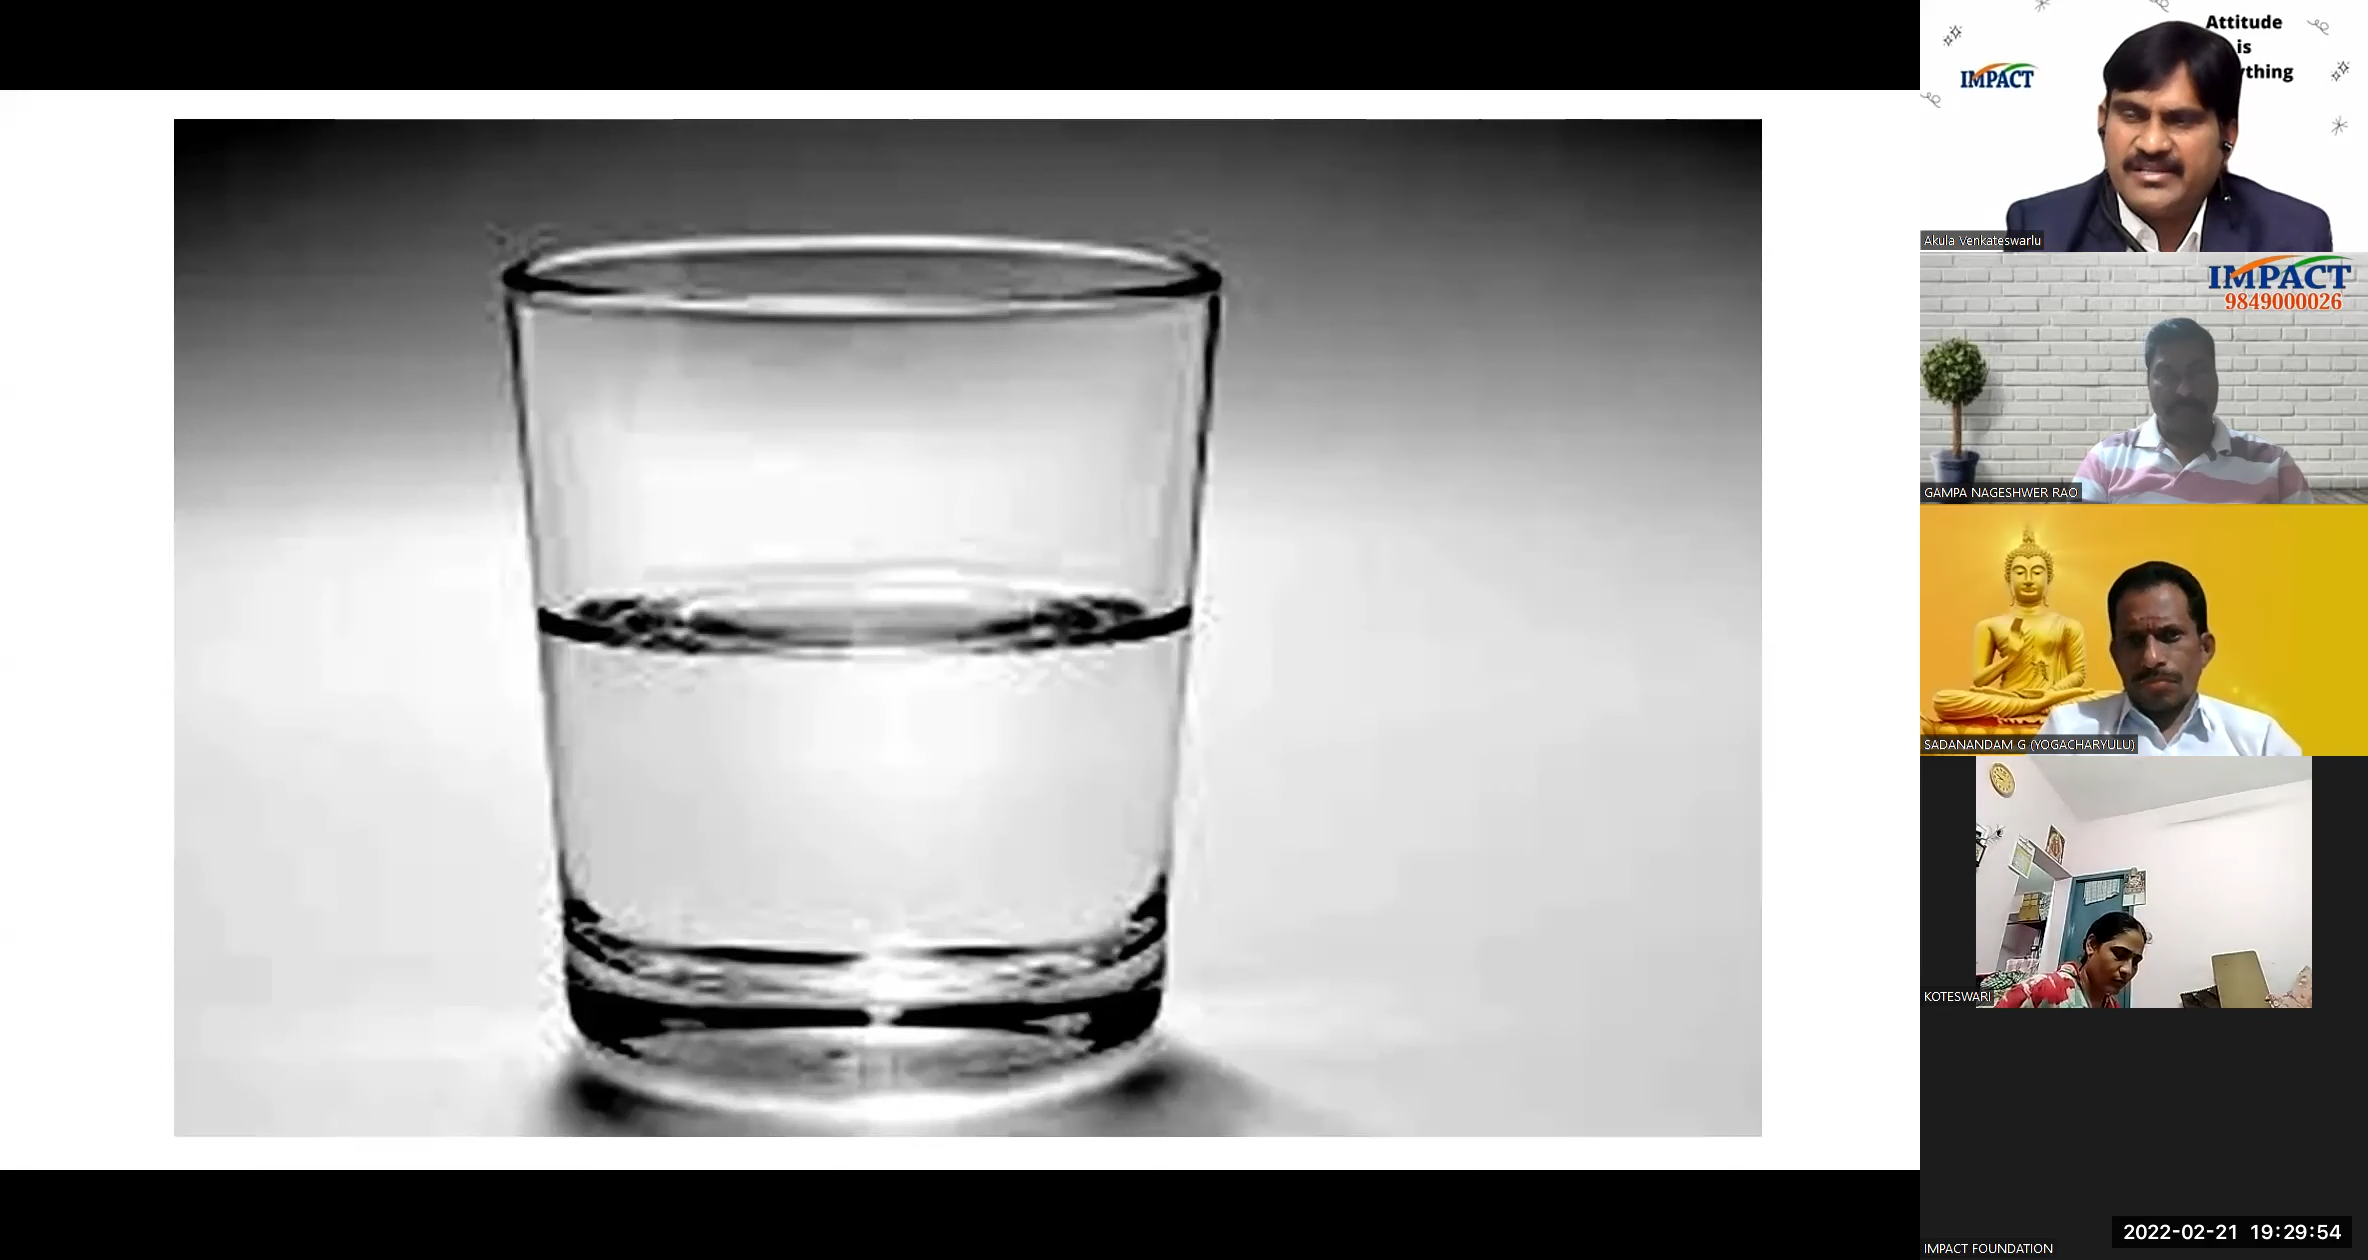 Attitude
is
ything
IMPACT
Akula Venkateswarlu
IMPACT
9849000026
GAMPA NAGESHWER RAO
SADANANDAM G (YOGACHARYULU)
KOTESWARI
2022-02-21 19:29:54
IMPACT FOUNDATION